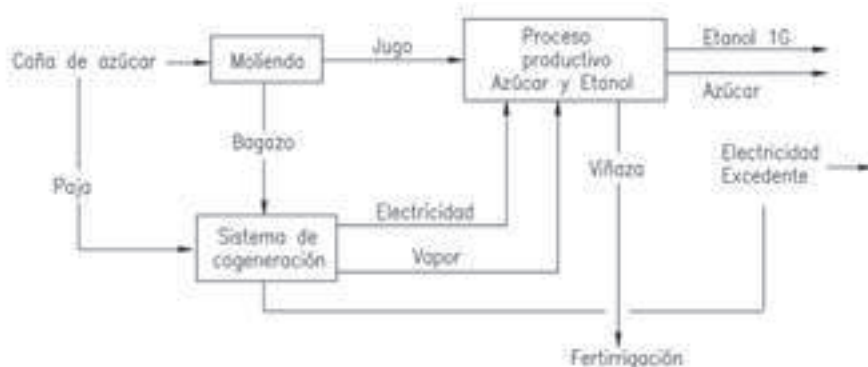 Caña de azúcar
Molienda
Jugo
Proceso
productivo
Azúcar y Etanol
Etanol 1G
Azúcar
Bagazo
Paja
Viñaza
Electricidad
Excedente
Electricidad
Sistema de
cogeneración
Vapor
Fertirrigación